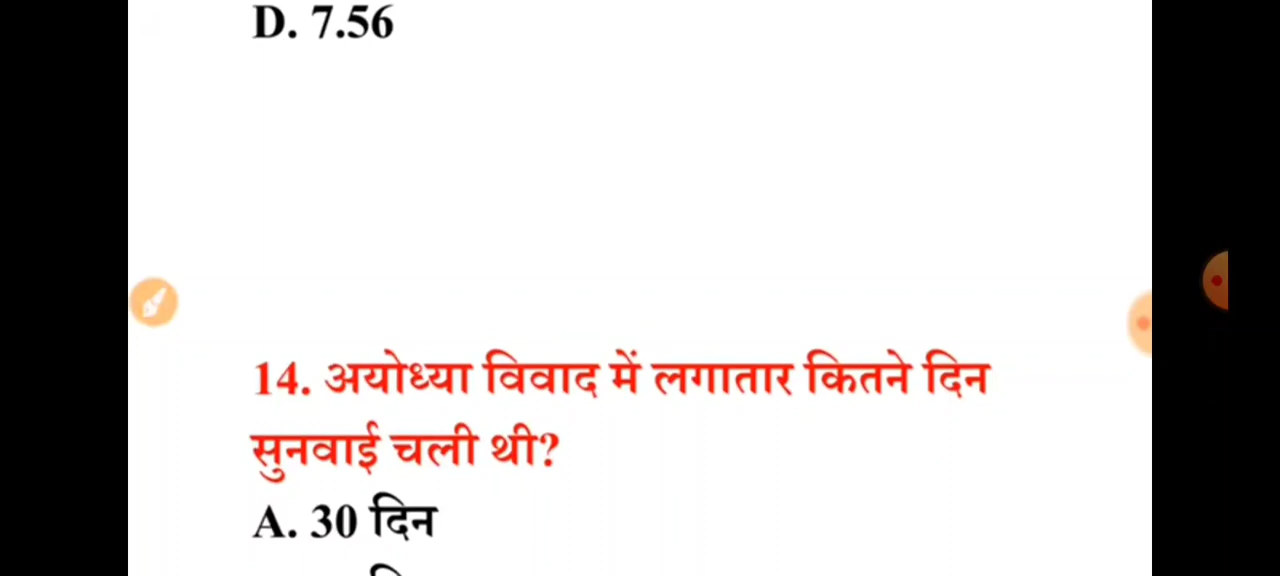 D. 7.56
14. अयोध्या विवाद में लगातार कितने दिन
सुनवाई चली थी?
A. 30 दिन